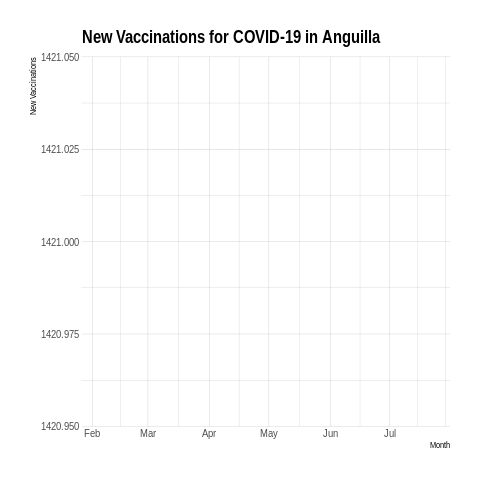 New Vaccinations for COVID-19 in Anguilla
New Vaccinations
1421.050
1421.025
1421.000
1420.975
1420.950
Feb Mar Apr May Jun Jul
Month